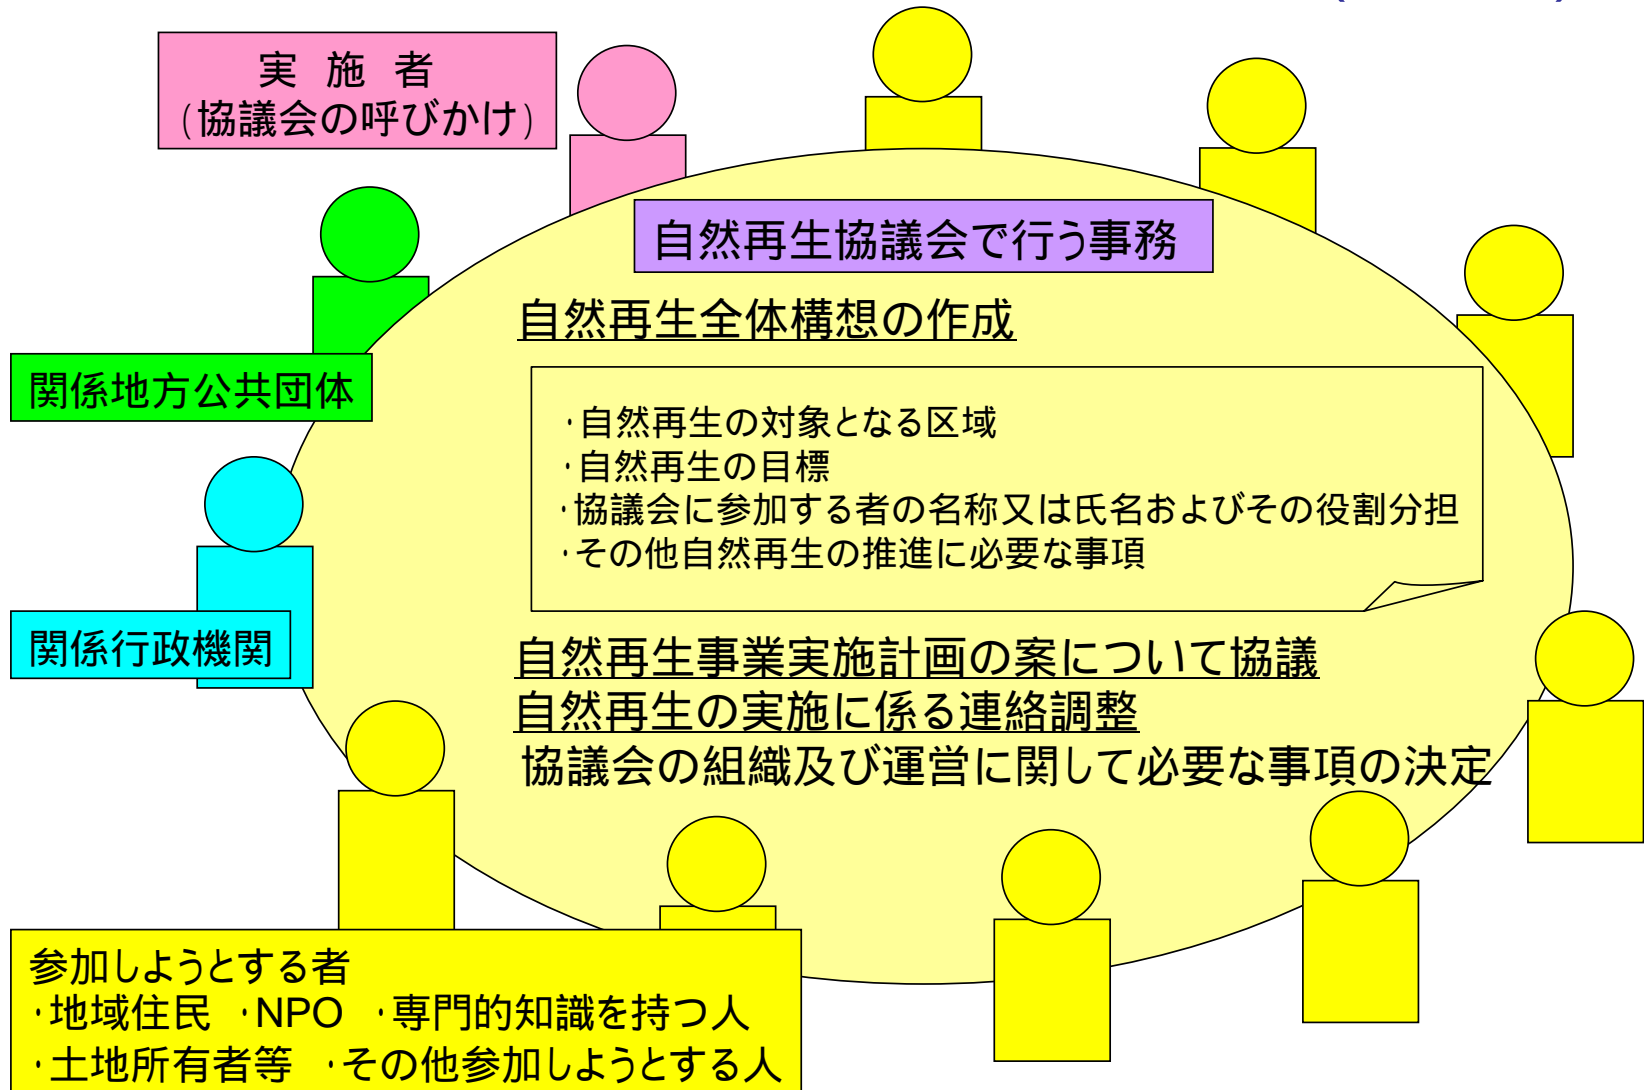 実 施 者
(協議会の呼びかけ)
自然再生協議会で行う事務
自然再生全体構想の作成
関係地方公共団体
・自然再生の対象となる区域
・自然再生の目標
・協議会に参加する者の名称又は氏名およびその役割分担
・その他自然再生の推進に必要な事項
関係行政機関
自然再生事業実施計画の案について協議
自然再生の実施に係る連絡調整
協議会の組織及び運営に関して必要な事項の決定
参加しようとする者
・地域住民 ・NPO ・専門的知識を持つ人
・土地所有者等 ・その他参加しようとする人